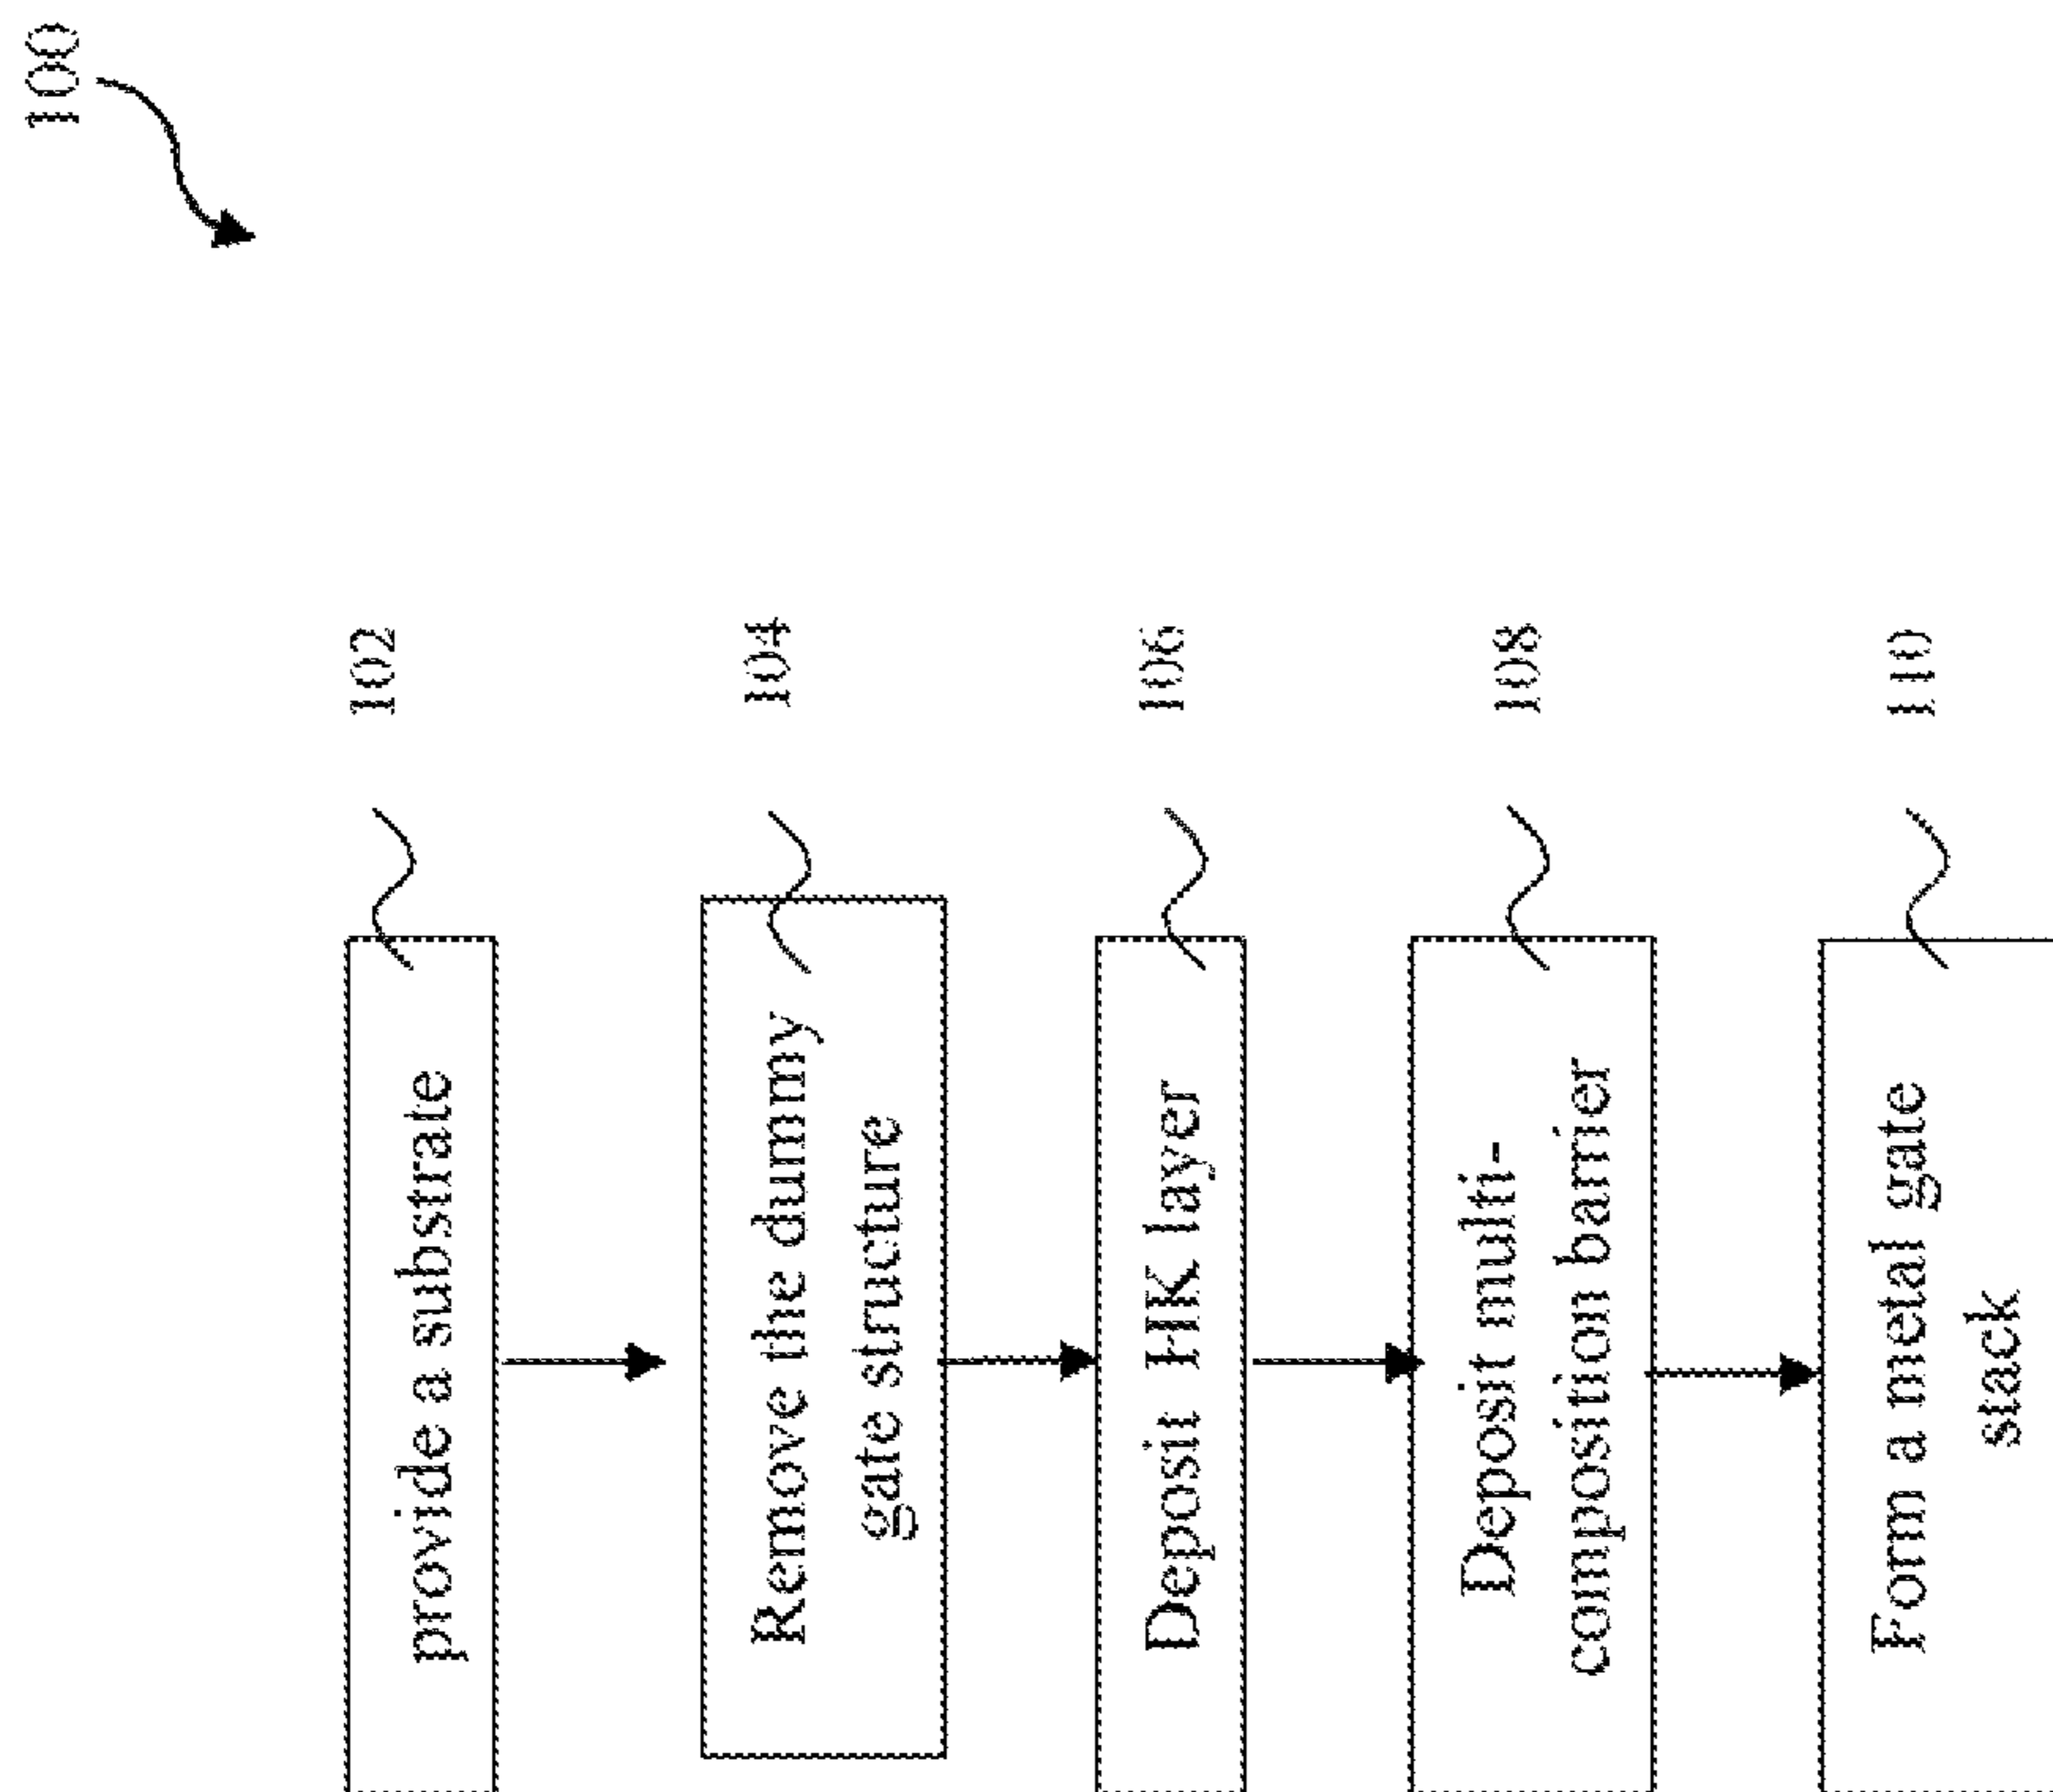 100
provide a substrate
102
Remove the dummy
gate structure
104
Deposit HK layer
106
Deposit multi-
composition barrier
108
Form a metal gate
stack
110